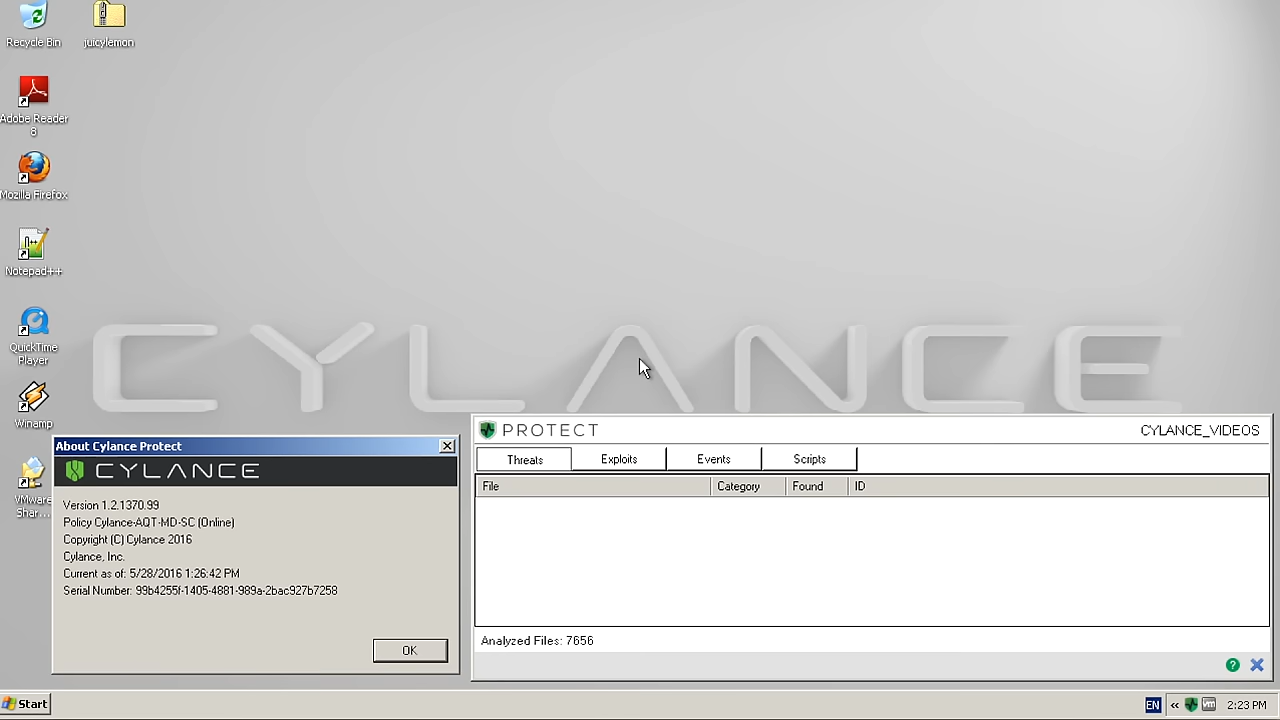 Recycle Bin
juicylemon
Adobe Reader
8
Mozilla Firefox
Notepad++
QuickTime
Player
Winamp
VMware
Shar...
CYLANCE
About Cylance Protect
CYLANCE
Version 1.2.1370.99
Policy Cylance-AQT-MD-SC (Online)
Copyright (C) Cylance 2016
Cylance, Inc.
Current as of: 5/28/2016 1:26:42 PM
Serial Number: 99b4255f-1405-4881-989a-2bac927b7258
OK
PROTECT
CYLANCE_VIDEOS
Threats Exploits Events Scripts
File Category Found ID
Analyzed Files: 7656
Start
EN « vm 2:23 PM